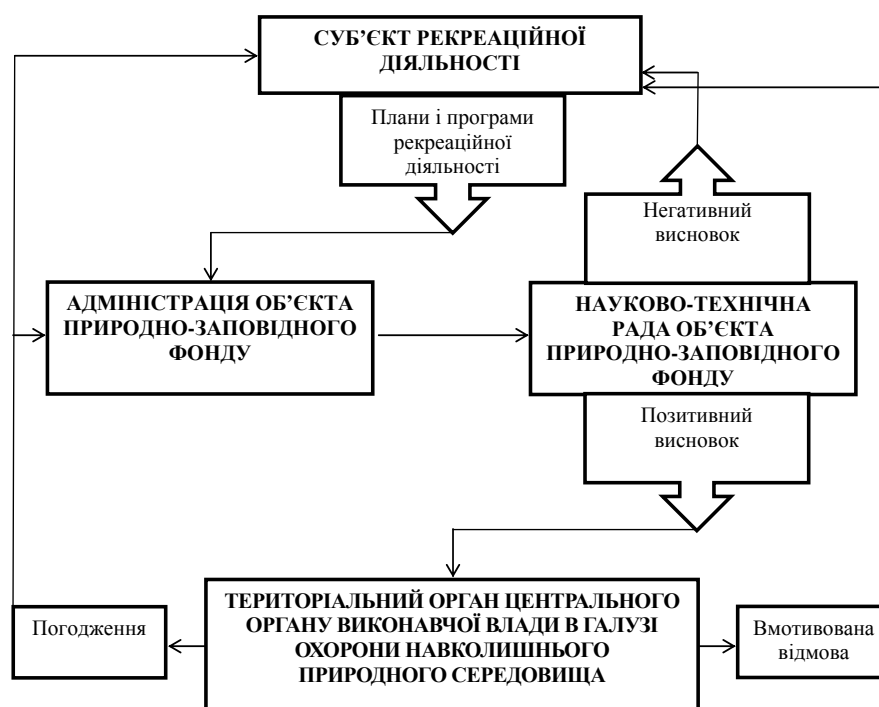 СУБ’ЄКТ РЕКРЕАЦІЙНОЇ
ДІЯЛЬНОСТІ
Плани і програми
рекреаційної
діяльності
Негативний
висновок
АДМІНІСТРАЦІЯ ОБ’ЄКТА
ПРИРОДНО-ЗАПОВІДНОГО
ФОНДУ
НАУКОВО-ТЕХНІЧНА
РАДА ОБ’ЄКТА
ПРИРОДНО-ЗАПОВІДНОГО
ФОНДУ
Позитивний
висновок
Погодження
ТЕРИТОРІАЛЬНИЙ ОРГАН ЦЕНТРАЛЬНОГО
ОРГАНУ ВИКОНАВЧОЇ ВЛАДИ В ГАЛУЗІ
ОХОРОНИ НАВКОЛИШНЬОГО
ПРИРОДНОГО СЕРЕДОВИЩА
Вмотивована
відмова